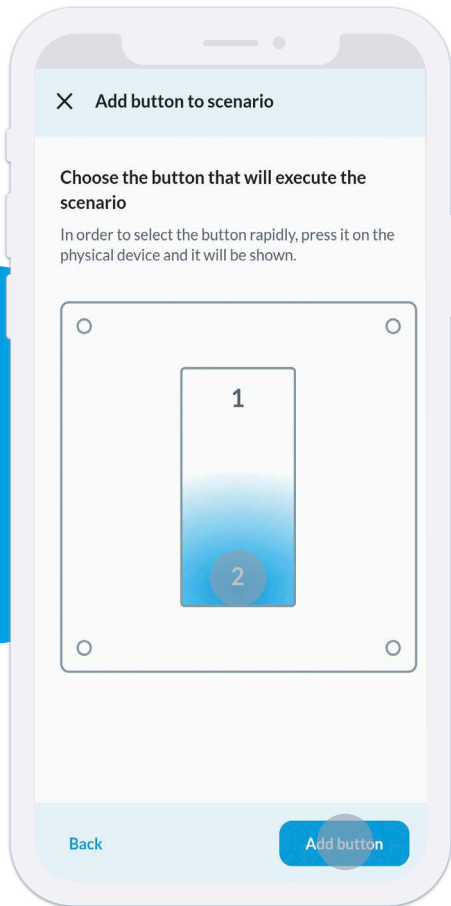 Add button to scenario
Choose the button that will execute the
scenario
In order to select the button rapidly, press it on the
physical device and it will be shown.
1
2
Back
Add button